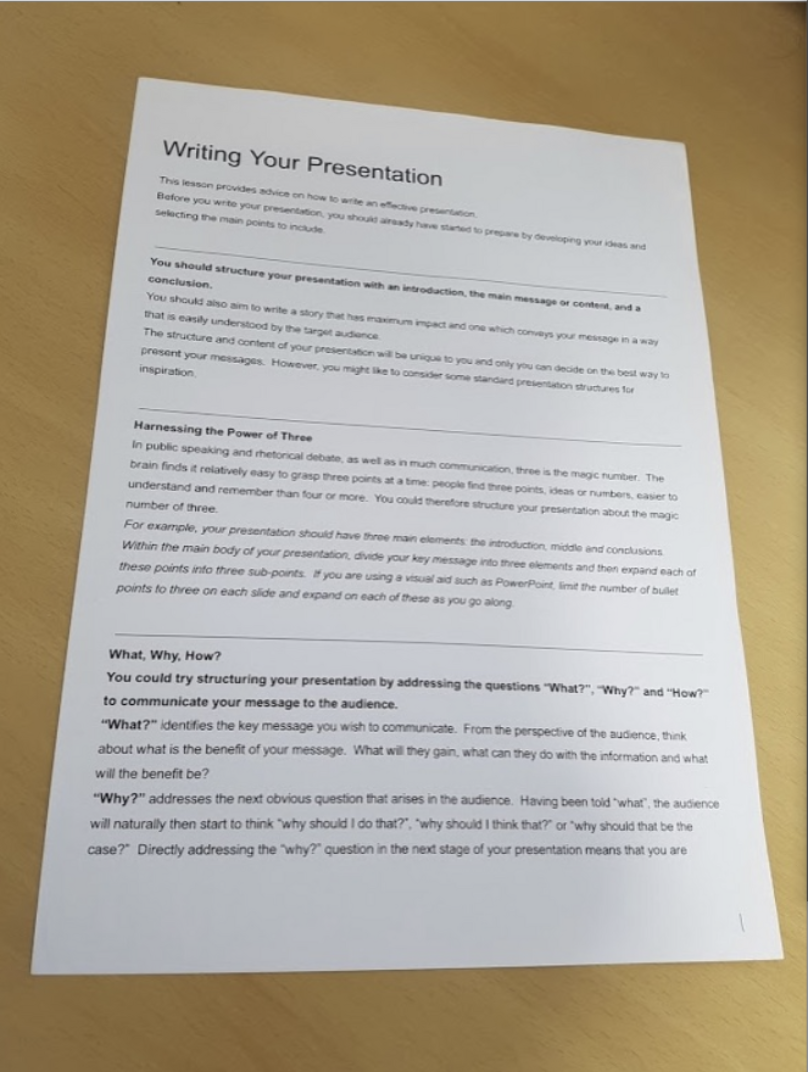 Writing Your Presentation
This lesson provides advice on how to write an effective presentation.
Before you write your presentation, you should already have started to prepare by developing your ideas and
selecting the main points to include.
You should structure your presentation with an introduction, the main message or content, and a
conclusion.
You should also aim to write a story that has maximum impact and one which conveys your message in a way
that is easily understood by the target audience.
The structure and content of your presentation will be unique to you and only you can decide on the best way to
present your messages. However, you might like to consider some standard presentation structures for
inspiration.
Harnessing the Power of Three
In public speaking and rhetorical debate, as well as in much communication, three is the magic number. The
brain finds it relatively easy to grasp three points at a time: people find three points, ideas or numbers, easier to
understand and remember than four or more. You could therefore structure your presentation about the magic
number of three.
For example, your presentation should have three main elements: the introduction, middle and conclusions.
Within the main body of your presentation, divide your key message into three elements and then expand each of
these points into three sub-points. If you are using a visual aid such as PowerPoint, limit the number of bullet
points to three on each slide and expand on each of these as you go along.
What, Why, How?
You could try structuring your presentation by addressing the questions "What?", "Why?" and "How?"
to communicate your message to the audience.
"What?" identifies the key message you wish to communicate. From the perspective of the audience, think
about what is the benefit of your message. What will they gain, what can they do with the information and what
will the benefit be?
"Why?" addresses the next obvious question that arises in the audience. Having been told "what", the audience
will naturally then start to think "why should I do that?", "why should I think that?" or "why should that be the
case?" Directly addressing the "why?" question in the next stage of your presentation means that you are